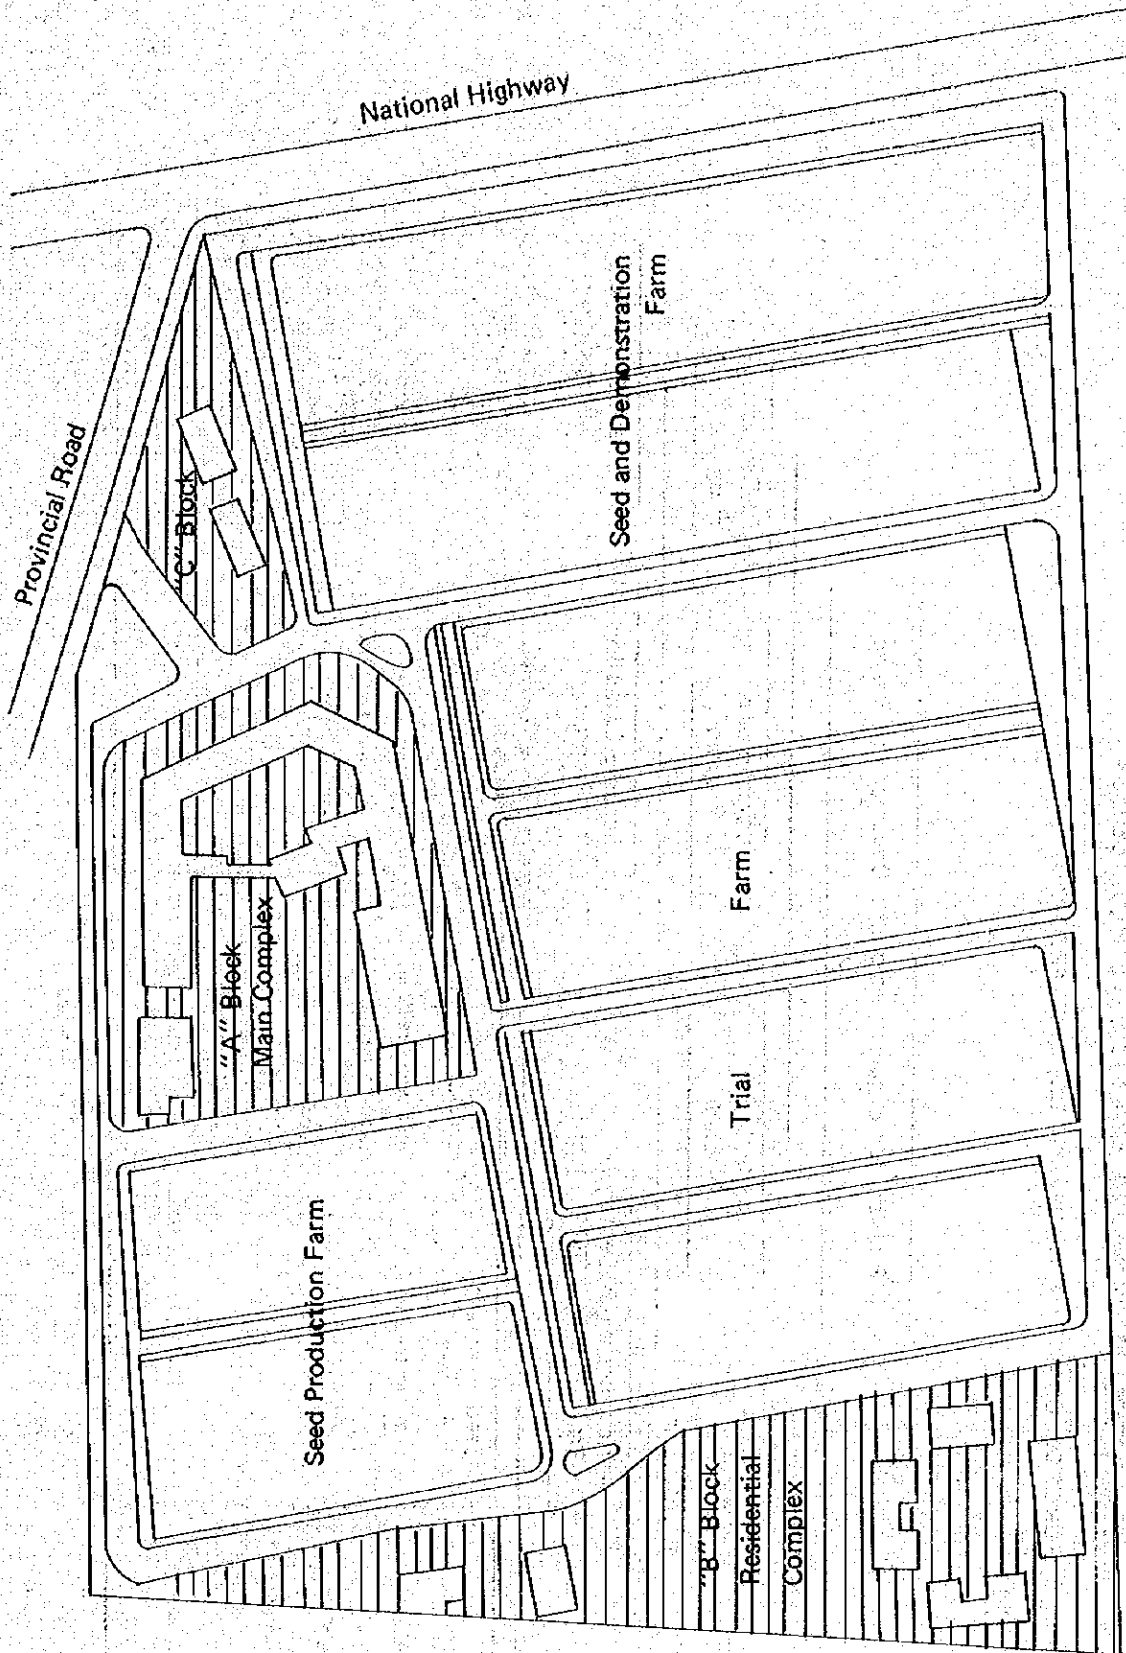 National Highway
Provincial Road
"C" Block
Seed and Demonstration
Farm
"A" Block
Main Complex
Trial Farm
Seed Production Farm
"B" Block
Residential
Complex